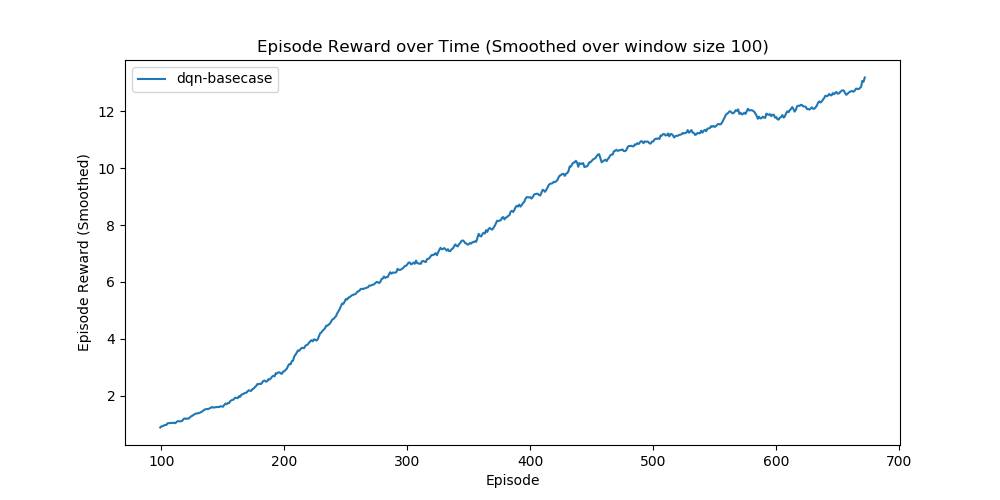 Episode Reward over Time (Smoothed over window size 100)
dqn-basecase
Episode Reward (Smoothed)
12
10
8
6
4
2
100 200 300 400 500 600 700
Episode